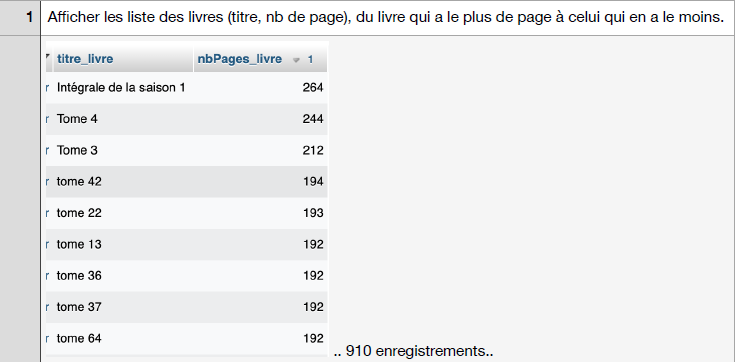 1 Afficher les liste des livres (titre, nb de page), du livre qui a le plus de page à celui qui en a le moins.
titre_livre nbPages_livre 1
r Intégrale de la saison 1 264
r Tome 4 244
r Tome 3 212
r tome 42 194
r tome 22 193
r tome 13 192
r tome 36 192
r tome 37 192
r tome 64 192
.. 910 enregistrements..